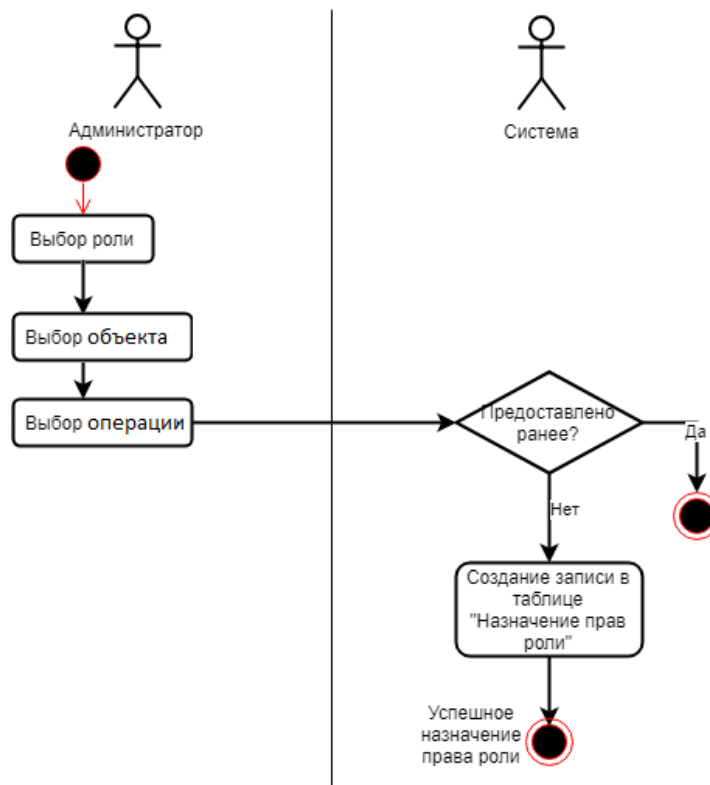 Администратор
Система
Выбор роли
Выбор объекта
Выбор операции
Предоставлено
ранее?
Да
Нет
Создание записи в
таблице
"Назначение прав
роли"
Успешное
назначение
права роли